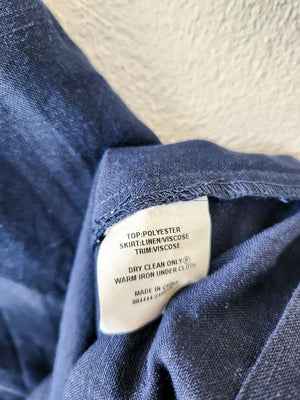 TOP:POLYESTER
SKIRT:LINEN/VISCOSE
TRIM:VISCOSE
DRY CLEAN ONLY Ⓟ
WARM IRON UNDER CLOTH
MADE IN CHINA